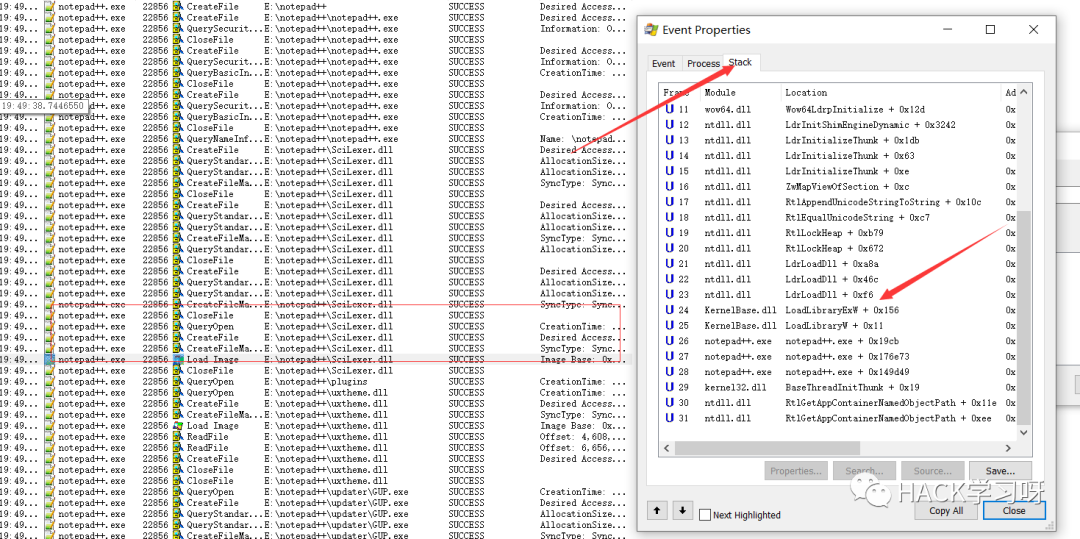 19:49... notepad++.exe 22856 CreateFile E:\notepad++ SUCCESS Desired Access...
19:49... notepad++.exe 22856 CreateFile E:\notepad++\notepad++.exe SUCCESS Desired Access...
19:49... notepad++.exe 22856 QuerySecurit... E:\notepad++\notepad++.exe SUCCESS Information: O...
19:49... notepad++.exe 22856 CloseFile E:\notepad++\notepad++.exe SUCCESS
19:49... notepad++.exe 22856 CreateFile E:\notepad++\notepad++.exe SUCCESS Desired Access...
19:49... notepad++.exe 22856 QuerySecurit... E:\notepad++\notepad++.exe SUCCESS Information: O...
19:49... notepad++.exe 22856 QueryBasicIn... E:\notepad++\notepad++.exe SUCCESS CreationTime: ...
19:49... notepad++.exe 22856 CloseFile E:\notepad++\notepad++.exe SUCCESS
19:49... notepad++.exe 22856 CreateFile E:\notepad++\notepad++.exe SUCCESS Desired Access...
19:49:38.7446550 notepad++.exe 22856 QuerySecurit... E:\notepad++\notepad++.exe SUCCESS Information: O...
19:49... notepad++.exe 22856 QueryBasicIn... E:\notepad++\notepad++.exe SUCCESS CreationTime: ...
19:49... notepad++.exe 22856 CloseFile E:\notepad++\notepad++.exe SUCCESS
19:49... notepad++.exe 22856 QueryNameInf... E:\notepad++\notepad++.exe SUCCESS Name: \notepad...
19:49... notepad++.exe 22856 CreateFile E:\notepad++\SciLexer.dll SUCCESS Desired Access...
19:49... notepad++.exe 22856 QueryStandar... E:\notepad++\SciLexer.dll SUCCESS AllocationSize...
19:49... notepad++.exe 22856 QueryStandar... E:\notepad++\SciLexer.dll SUCCESS AllocationSize...
19:49... notepad++.exe 22856 CreateFileMa... E:\notepad++\SciLexer.dll SUCCESS SyncType: Sync...
19:49... notepad++.exe 22856 CloseFile E:\notepad++\SciLexer.dll SUCCESS
19:49... notepad++.exe 22856 CreateFile E:\notepad++\SciLexer.dll SUCCESS Desired Access...
19:49... notepad++.exe 22856 QueryStandar... E:\notepad++\SciLexer.dll SUCCESS AllocationSize...
19:49... notepad++.exe 22856 QueryStandar... E:\notepad++\SciLexer.dll SUCCESS AllocationSize...
19:49... notepad++.exe 22856 CreateFileMa... E:\notepad++\SciLexer.dll SUCCESS SyncType: Sync...
19:49... notepad++.exe 22856 QueryStandar... E:\notepad++\SciLexer.dll SUCCESS AllocationSize...
19:49... notepad++.exe 22856 CloseFile E:\notepad++\SciLexer.dll SUCCESS
19:49... notepad++.exe 22856 CreateFile E:\notepad++\SciLexer.dll SUCCESS Desired Access...
19:49... notepad++.exe 22856 QueryStandar... E:\notepad++\SciLexer.dll SUCCESS AllocationSize...
19:49... notepad++.exe 22856 QueryStandar... E:\notepad++\SciLexer.dll SUCCESS AllocationSize...
19:49... notepad++.exe 22856 CreateFileMa... E:\notepad++\SciLexer.dll SUCCESS SyncType: Sync...
19:49... notepad++.exe 22856 CloseFile E:\notepad++\SciLexer.dll SUCCESS
19:49... notepad++.exe 22856 QueryOpen E:\notepad++\SciLexer.dll SUCCESS CreationTime: ...
19:49... notepad++.exe 22856 CreateFile E:\notepad++\SciLexer.dll SUCCESS Desired Access...
19:49... notepad++.exe 22856 CreateFileMa... E:\notepad++\SciLexer.dll SUCCESS SyncType: Sync...
19:49... notepad++.exe 22856 Load Image E:\notepad++\SciLexer.dll SUCCESS Image Base: 0x...
19:49... notepad++.exe 22856 CloseFile E:\notepad++\SciLexer.dll SUCCESS
19:49... notepad++.exe 22856 QueryOpen E:\notepad++\plugins SUCCESS CreationTime: ...
19:49... notepad++.exe 22856 QueryOpen E:\notepad++\uxtheme.dll SUCCESS CreationTime: ...
19:49... notepad++.exe 22856 CreateFile E:\notepad++\uxtheme.dll SUCCESS Desired Access...
19:49... notepad++.exe 22856 CreateFileMa... E:\notepad++\uxtheme.dll SUCCESS SyncType: Sync...
19:49... notepad++.exe 22856 Load Image E:\notepad++\uxtheme.dll SUCCESS Image Base: 0x...
19:49... notepad++.exe 22856 ReadFile E:\notepad++\uxtheme.dll SUCCESS Offset: 4,608,...
19:49... notepad++.exe 22856 ReadFile E:\notepad++\uxtheme.dll SUCCESS Offset: 6,656,...
19:49... notepad++.exe 22856 CreateFile E:\notepad++\uxtheme.dll SUCCESS Desired Access...
19:49... notepad++.exe 22856 CloseFile E:\notepad++\uxtheme.dll SUCCESS
19:49... notepad++.exe 22856 CloseFile E:\notepad++\uxtheme.dll SUCCESS
19:49... notepad++.exe 22856 QueryOpen E:\notepad++\updater\GUP.exe SUCCESS CreationTime: ...
19:49... notepad++.exe 22856 CreateFile E:\notepad++\updater\GUP.exe SUCCESS Desired Access...
19:49... notepad++.exe 22856 QueryStandar... E:\notepad++\updater\GUP.exe SUCCESS AllocationSize...
19:49... notepad++.exe 22856 QueryStandar... E:\notepad++\updater\GUP.exe SUCCESS AllocationSize...
19:49... notepad++.exe 22856 CreateFileMa... E:\notepad++\updater\GUP.exe SUCCESS SyncType: Sync...
Event Properties
Event Process Stack
Frame Module Location Ad
U 11 wow64.dll Wow64LdrpInitialize + 0x12d 0x
U 12 ntdll.dll LdrInitShimEngineDynamic + 0x3242 0x
U 13 ntdll.dll LdrInitializeThunk + 0x1db 0x
U 14 ntdll.dll LdrInitializeThunk + 0x63 0x
U 15 ntdll.dll LdrInitializeThunk + 0xe 0x
U 16 ntdll.dll ZwMapViewOfSection + 0xc 0x
U 17 ntdll.dll RtlAppendUnicodeStringToString + 0x10c 0x
U 18 ntdll.dll RtlEqualUnicodeString + 0xc7 0x
U 19 ntdll.dll RtlLockHeap + 0xb79 0x
U 20 ntdll.dll RtlLockHeap + 0x672 0x
U 21 ntdll.dll LdrLoadDll + 0xa8a 0x
U 22 ntdll.dll LdrLoadDll + 0x46c 0x
U 23 ntdll.dll LdrLoadDll + 0xf6 0x
U 24 KernelBase.dll LoadLibraryExW + 0x156 0x
U 25 KernelBase.dll LoadLibraryW + 0x11 0x
U 26 notepad++.exe notepad++.exe + 0x19cb 0x
U 27 notepad++.exe notepad++.exe + 0x176e73 0x
U 28 notepad++.exe notepad++.exe + 0x149d49 0x
U 29 kernel32.dll BaseThreadInitThunk + 0x19 0x
U 30 ntdll.dll RtlGetAppContainerNamedObjectPath + 0x11e 0x
U 31 ntdll.dll RtlGetAppContainerNamedObjectPath + 0xee 0x
Properties... Search... Source... Save...
HACK学习呀
Next Highlighted Copy All Close